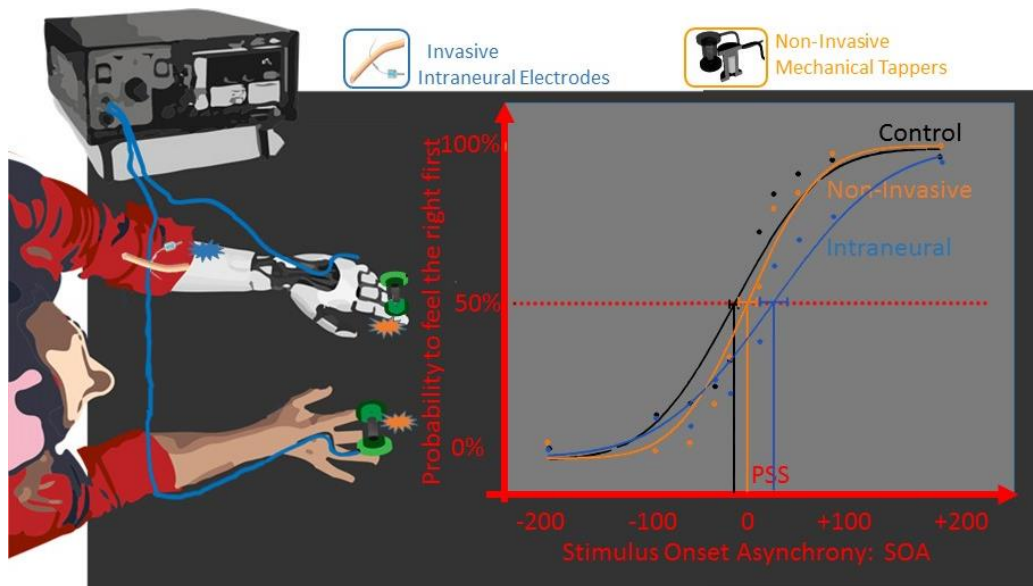 Invasive
Intraneural Electrodes
Non-Invasive
Mechanical Tappers
Probability to feel the right first
100%
50%
0%
Control
Non-Invasive
Intraneural
PSS
-200
-100
0
+100
+200
Stimulus Onset Asynchrony: SOA